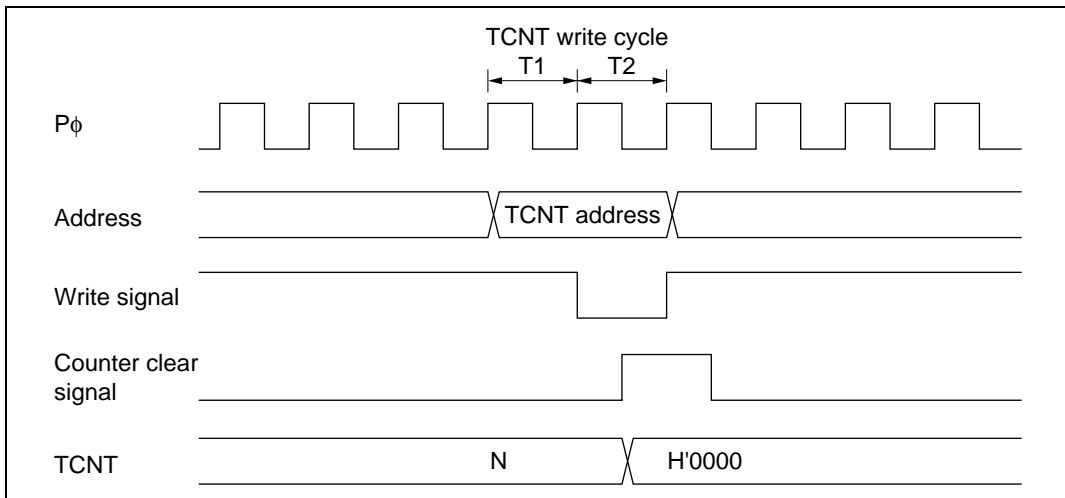 TCNT write cycle
T1 T2
Pϕ
Address
TCNT address
Write signal
Counter clear
signal
TCNT
N
H'0000